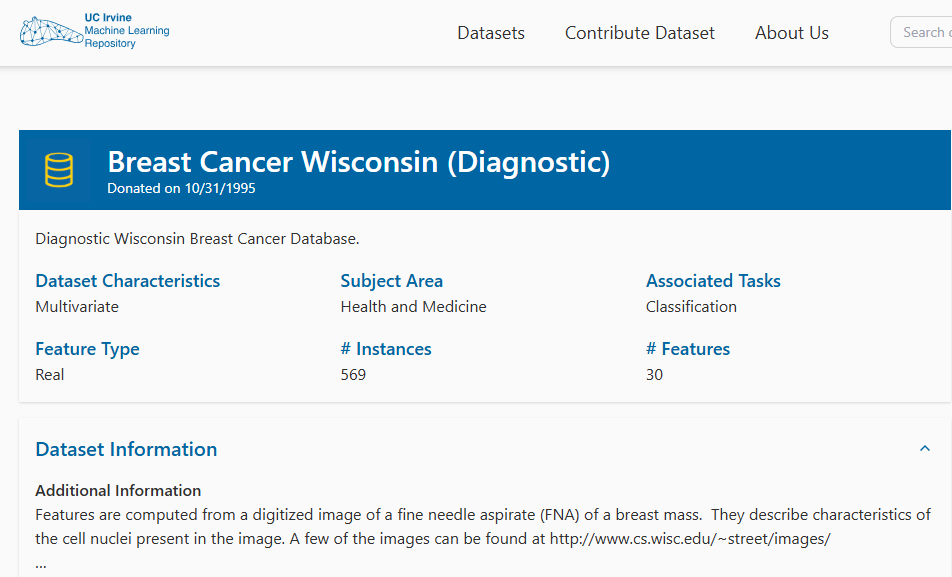 UC Irvine
Machine Learning
Repository
Datasets
Contribute Dataset
About Us
Search
Breast Cancer Wisconsin (Diagnostic)
Donated on 10/31/1995
Diagnostic Wisconsin Breast Cancer Database.
Dataset Characteristics
Multivariate
Subject Area
Health and Medicine
Associated Tasks
Classification
Feature Type
Real
# Instances
569
# Features
30
Dataset Information
Additional Information
Features are computed from a digitized image of a fine needle aspirate (FNA) of a breast mass.  They describe characteristics of
the cell nuclei present in the image. A few of the images can be found at http://www.cs.wisc.edu/~street/images/
...